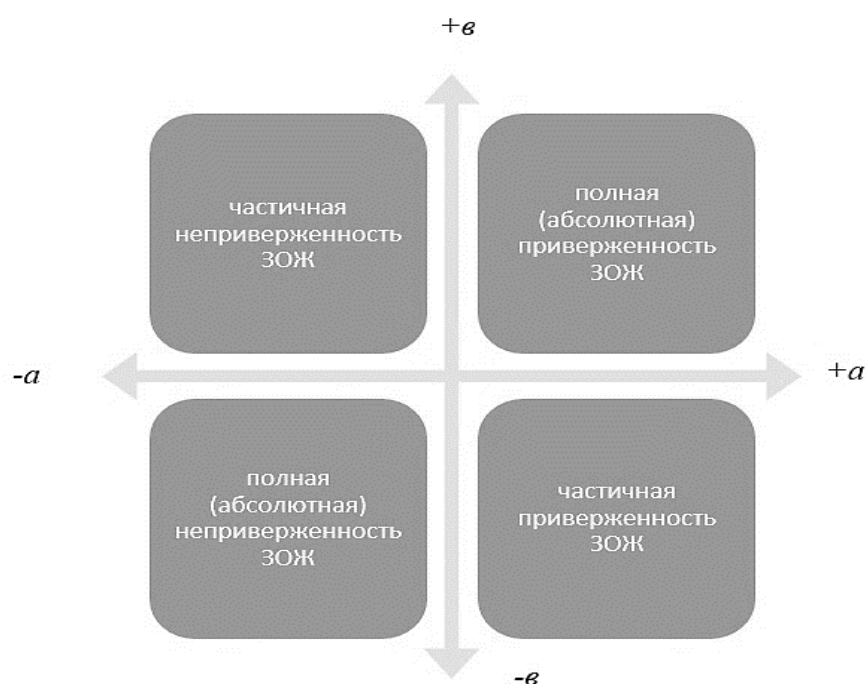 +в
частичная
неприверженность
ЗОЖ
полная
(абсолютная)
приверженность
ЗОЖ
-а
+а
полная
(абсолютная)
неприверженность
ЗОЖ
частичная
приверженность
ЗОЖ
-в